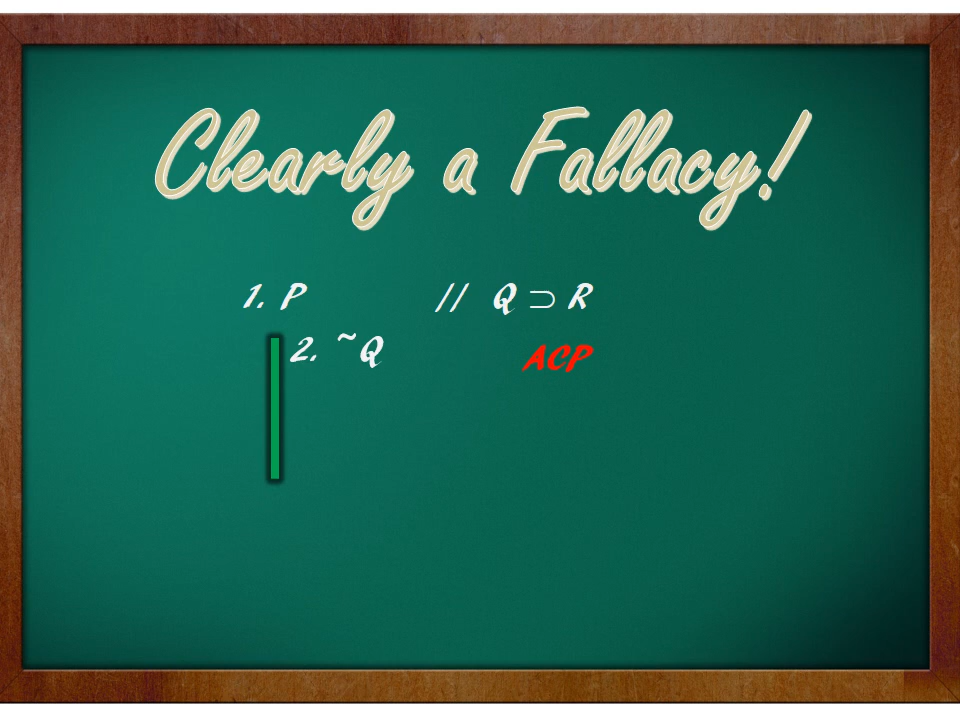 Clearly a Fallacy!
1. P // Q ⊃ R
2. ~Q ACP